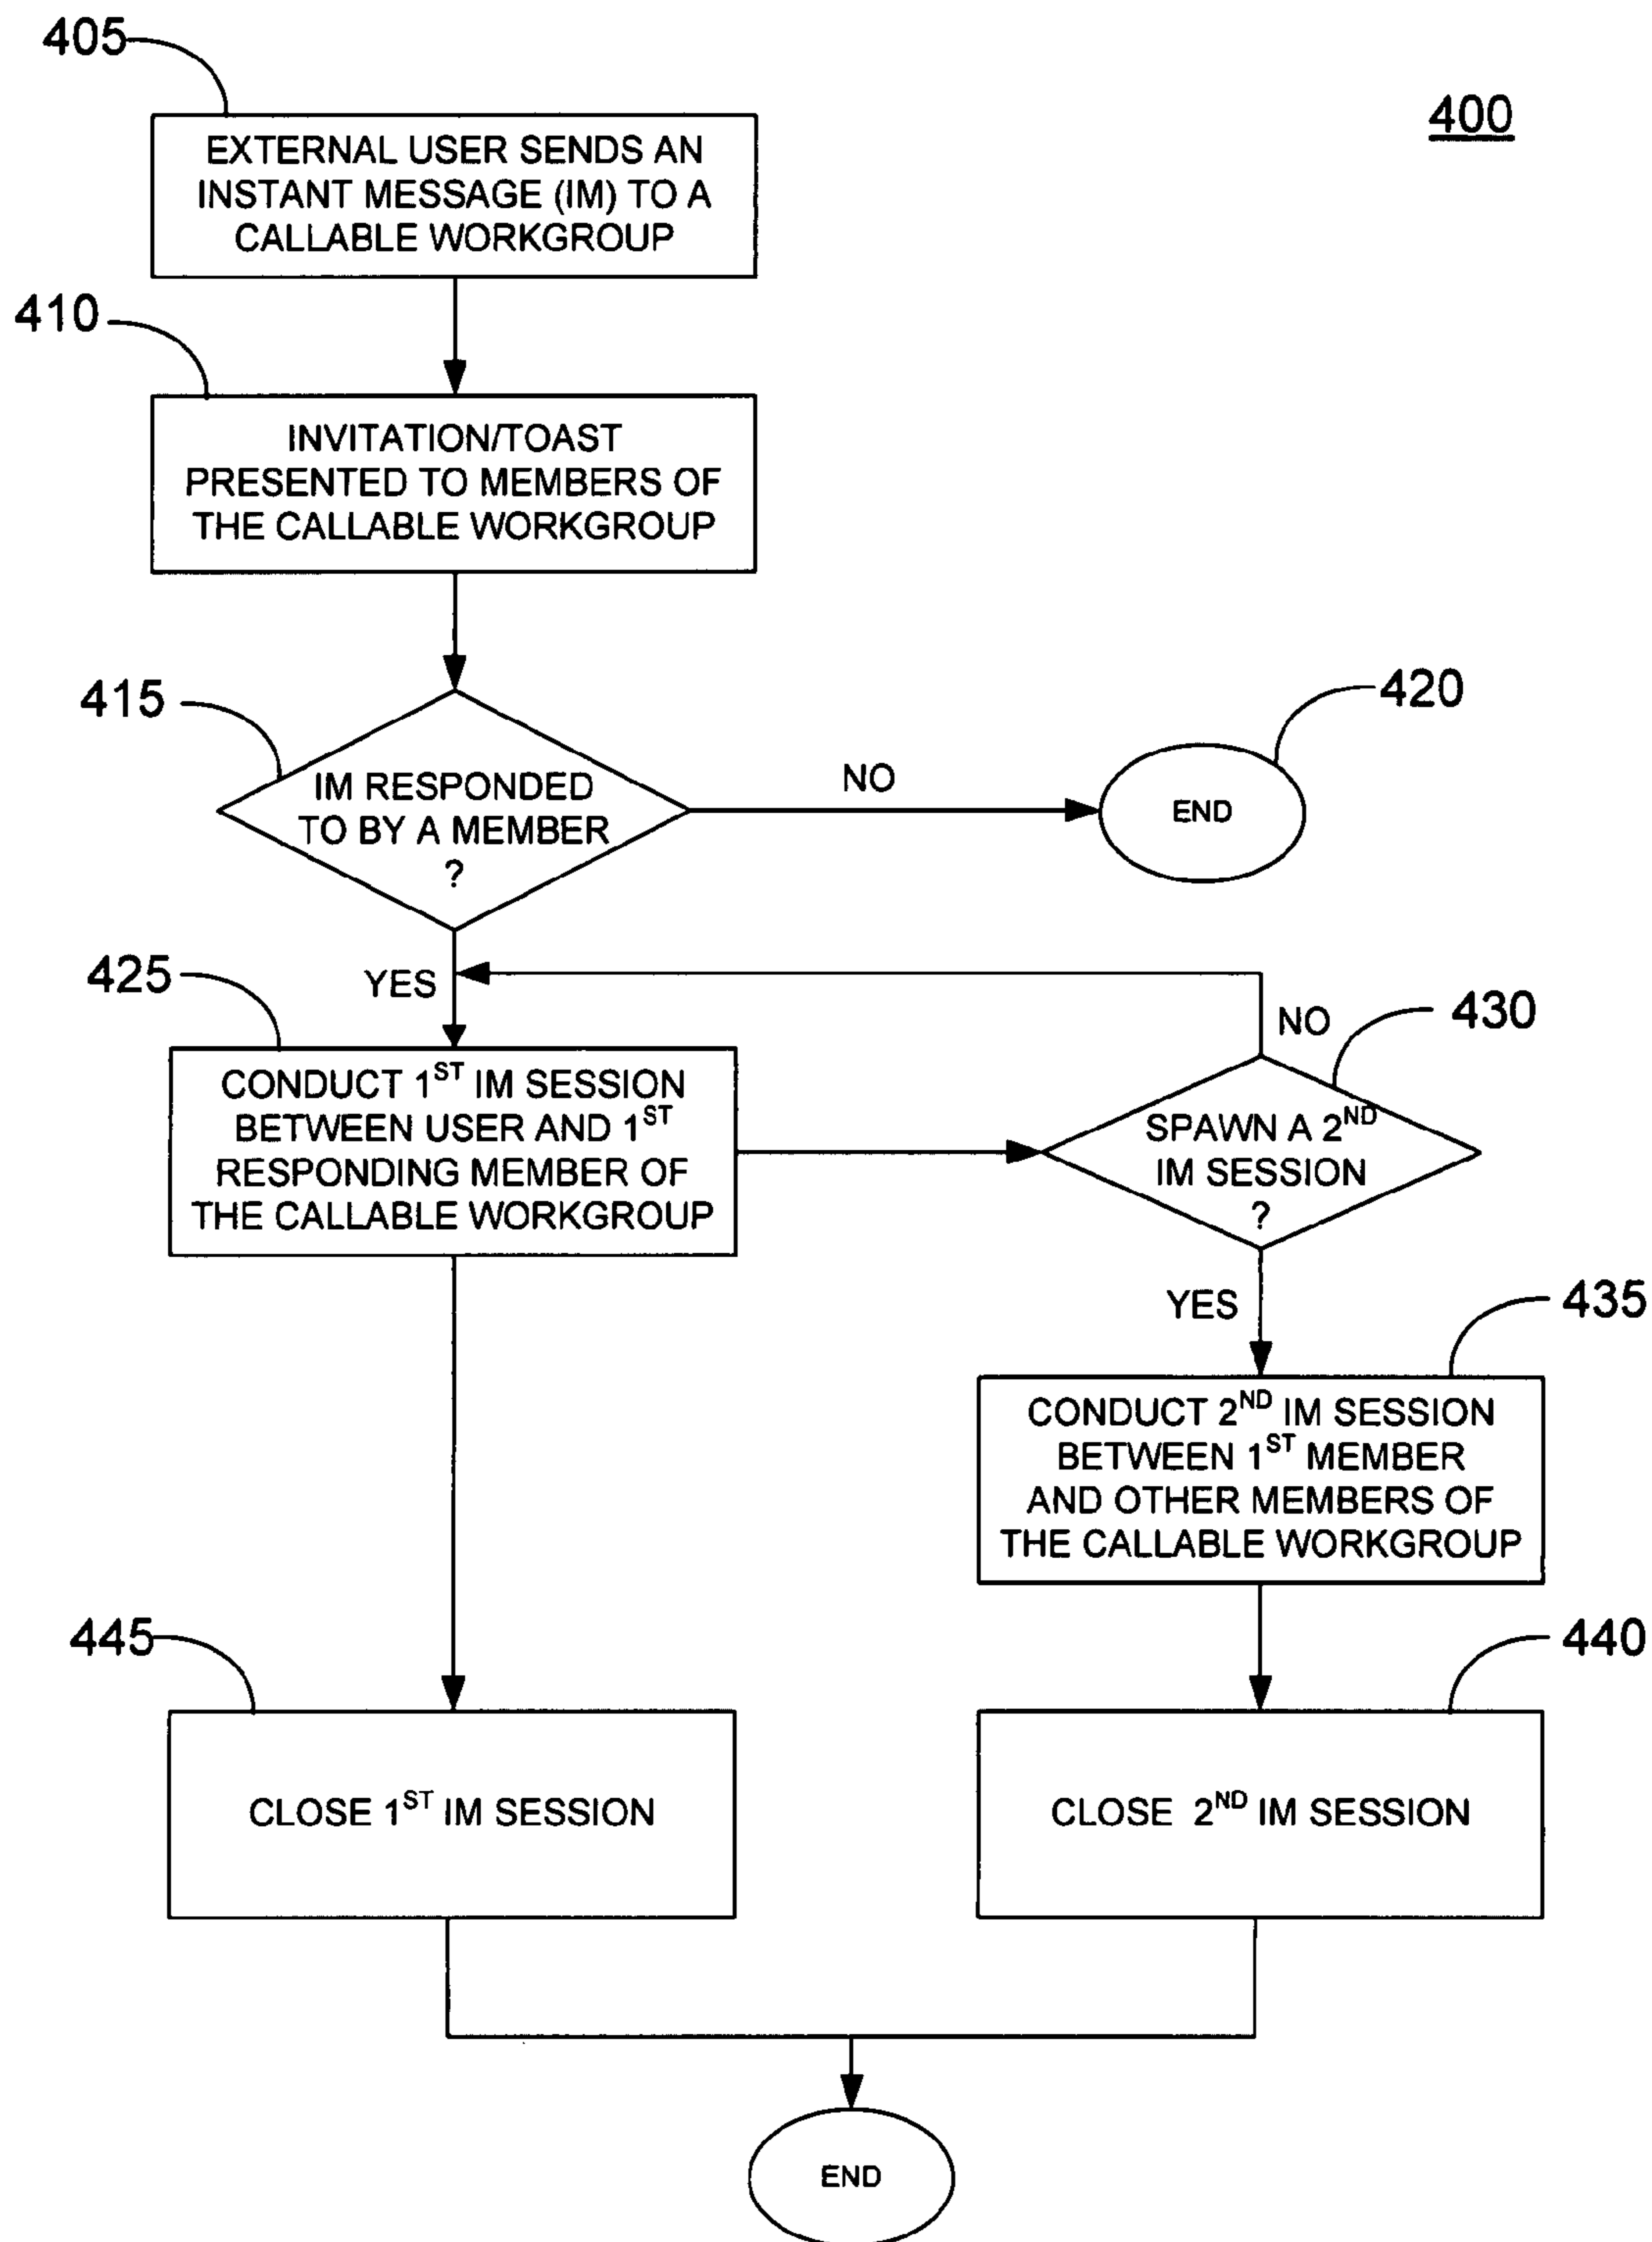 405
400
EXTERNAL USER SENDS AN
INSTANT MESSAGE (IM) TO A
CALLABLE WORKGROUP
410
INVITATION/TOAST
PRESENTED TO MEMBERS OF
THE CALLABLE WORKGROUP
415
420
IM RESPONDED
TO BY A MEMBER
?
NO
END
425
YES
NO
430
CONDUCT 1ST IM SESSION
BETWEEN USER AND 1ST
RESPONDING MEMBER OF
THE CALLABLE WORKGROUP
SPAWN A 2ND
IM SESSION
?
YES
435
CONDUCT 2ND IM SESSION
BETWEEN 1ST MEMBER
AND OTHER MEMBERS OF
THE CALLABLE WORKGROUP
445
440
CLOSE 1ST IM SESSION
CLOSE 2ND IM SESSION
END